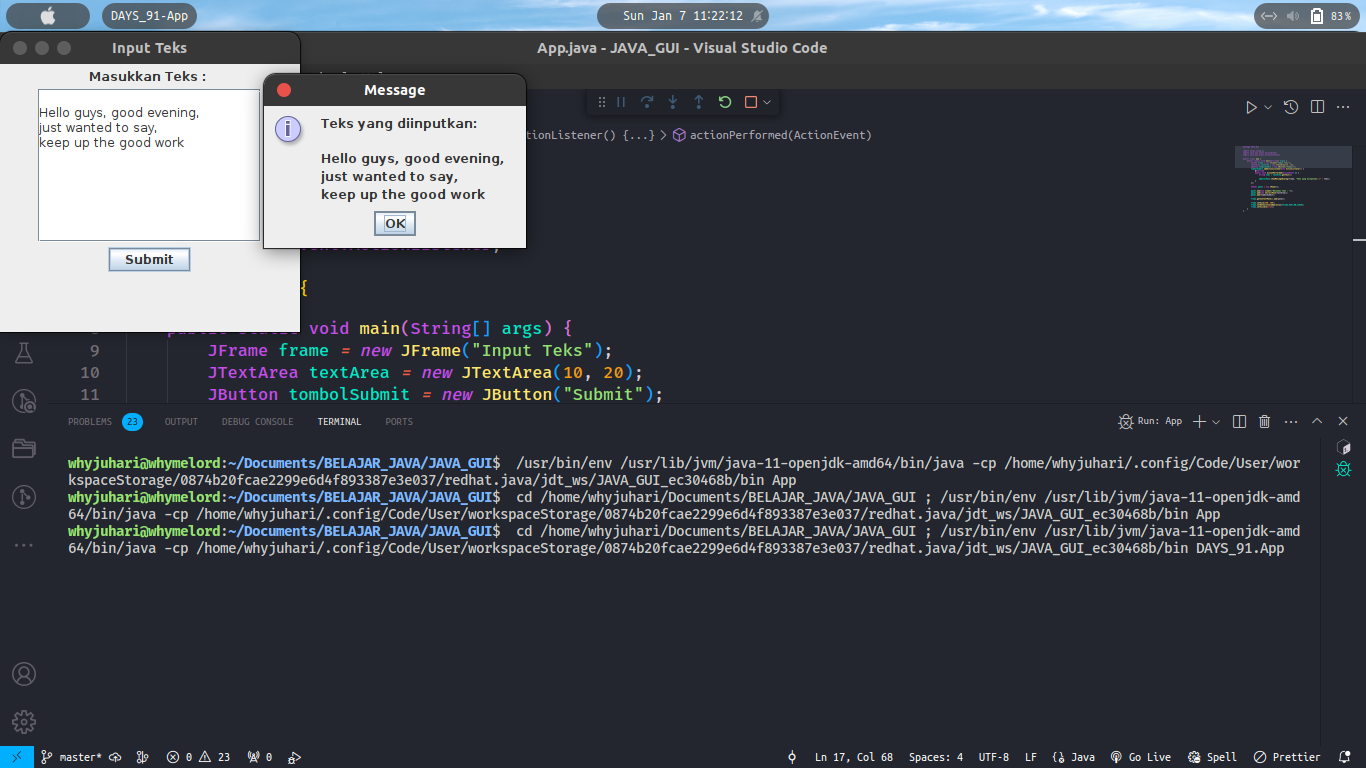 DAYS_91-App
Sun Jan 7 11:22:12
83%
Input Teks
App.java - JAVA_GUI - Visual Studio Code
Masukkan Teks :
Hello guys, good evening,
just wanted to say,
keep up the good work
Submit
Message
Teks yang diinputkan:
Hello guys, good evening,
just wanted to say,
keep up the good work
OK
{...} > actionPerformed(ActionEvent)
{
void main(String[] args) {
9 JFrame frame = new JFrame("Input Teks");
10 JTextArea textArea = new JTextArea(10, 20);
11 JButton tombolSubmit = new JButton("Submit");
PROBLEMS 23 OUTPUT DEBUG CONSOLE TERMINAL PORTS
Run: App
whyjuhari@whymelord:~/Documents/BELAJAR_JAVA/JAVA_GUI$ /usr/bin/env /usr/lib/jvm/java-11-openjdk-amd64/bin/java -cp /home/whyjuhari/.config/Code/User/wor
kspaceStorage/0874b20fcae2299e6d4f893387e3e037/redhat.java/jdt_ws/JAVA_GUI_ec30468b/bin App
whyjuhari@whymelord:~/Documents/BELAJAR_JAVA/JAVA_GUI$ cd /home/whyjuhari/Documents/BELAJAR_JAVA/JAVA_GUI ; /usr/bin/env /usr/lib/jvm/java-11-openjdk-amd
64/bin/java -cp /home/whyjuhari/.config/Code/User/workspaceStorage/0874b20fcae2299e6d4f893387e3e037/redhat.java/jdt_ws/JAVA_GUI_ec30468b/bin App
whyjuhari@whymelord:~/Documents/BELAJAR_JAVA/JAVA_GUI$ cd /home/whyjuhari/Documents/BELAJAR_JAVA/JAVA_GUI ; /usr/bin/env /usr/lib/jvm/java-11-openjdk-amd
64/bin/java -cp /home/whyjuhari/.config/Code/User/workspaceStorage/0874b20fcae2299e6d4f893387e3e037/redhat.java/jdt_ws/JAVA_GUI_ec30468b/bin DAYS_91.App
master* 0 23 0 Ln 17, Col 68 Spaces: 4 UTF-8 LF {} Java Go Live Spell Prettier